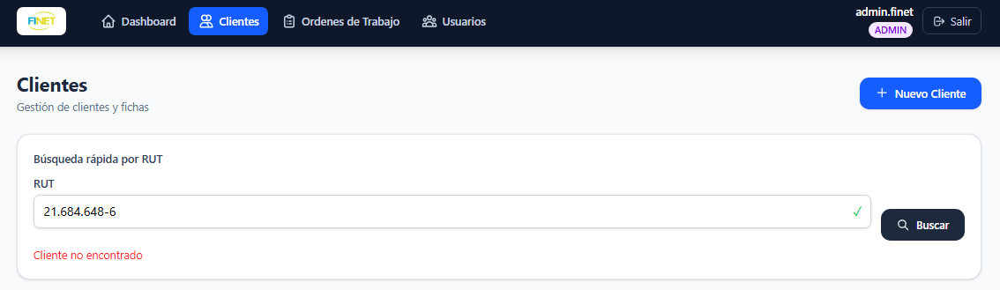 FINET
Dashboard
Clientes
Ordenes de Trabajo
Usuarios
admin.finet
ADMIN
Salir
Clientes
Gestión de clientes y fichas
Nuevo Cliente
Búsqueda rápida por RUT
RUT
21.684.648-6
Buscar
Cliente no encontrado